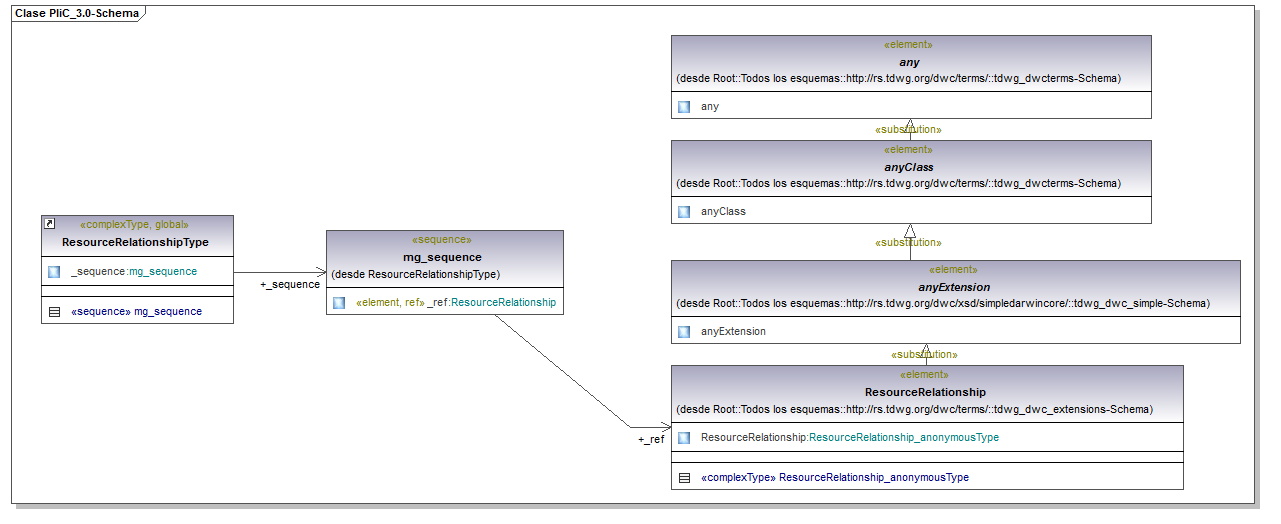 Clase PliC_3.0-Schema
«element»
any
(desde Root::Todos los esquemas::http://rs.tdwg.org/dwc/terms/::tdwg_dwcterms-Schema)
any
«substitution»
«element»
anyClass
(desde Root::Todos los esquemas::http://rs.tdwg.org/dwc/terms/::tdwg_dwcterms-Schema)
anyClass
«substitution»
«complexType, global»
ResourceRelationshipType
_sequence:mg_sequence
«sequence» mg_sequence
+_sequence
«sequence»
mg_sequence
(desde ResourceRelationshipType)
«element, ref» _ref:ResourceRelationship
«element»
anyExtension
(desde Root::Todos los esquemas::http://rs.tdwg.org/dwc/xsd/simpledarwincore/::tdwg_dwc_simple-Schema)
anyExtension
«substitution»
+_ref
«element»
ResourceRelationship
(desde Root::Todos los esquemas::http://rs.tdwg.org/dwc/terms/::tdwg_dwc_extensions-Schema)
ResourceRelationship:ResourceRelationship_anonymousType
«complexType» ResourceRelationship_anonymousType